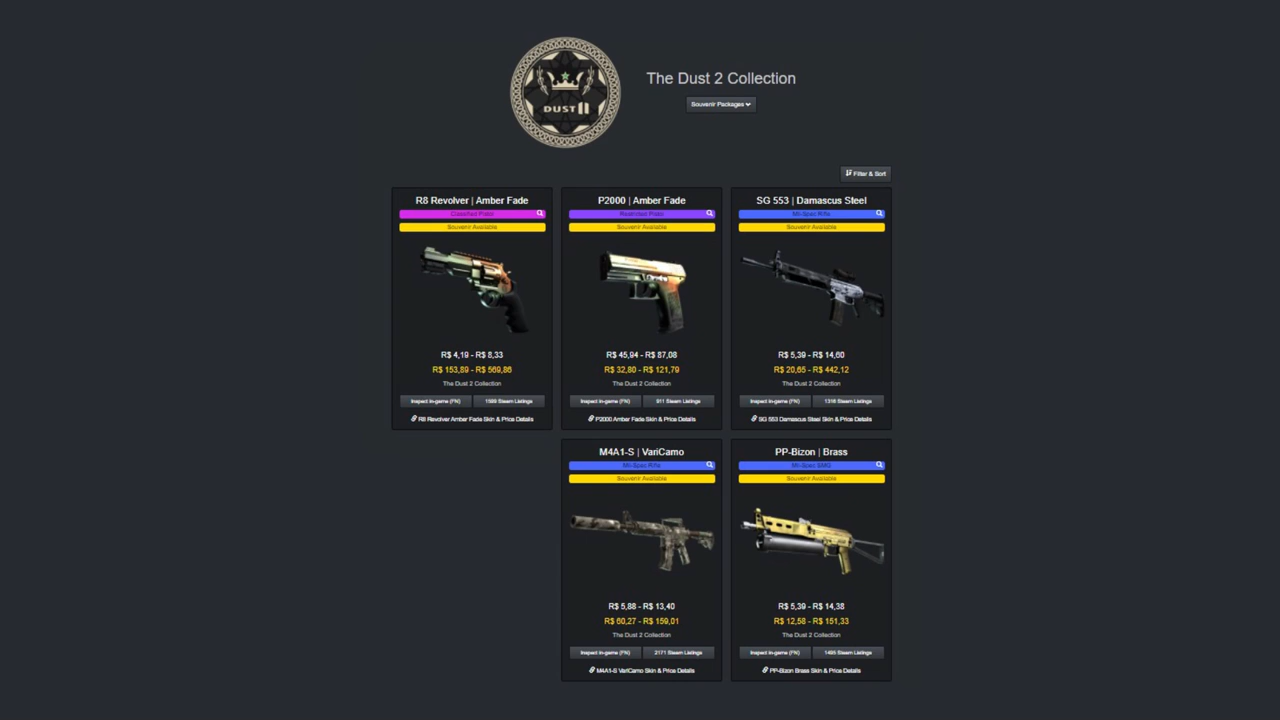 DUST II
The Dust 2 Collection
Souvenir Packages
Filter & Sort
R8 Revolver | Amber Fade
Classified Pistol
Souvenir Available
R$ 4,19 - R$ 8,33
R$ 153,89 - R$ 569,86
The Dust 2 Collection
Inspect In-game (FN)
1599 Steam Listings
R8 Revolver Amber Fade Skin & Price Details
P2000 | Amber Fade
Restricted Pistol
Souvenir Available
R$ 45,94 - R$ 87,08
R$ 32,80 - R$ 121,79
The Dust 2 Collection
Inspect In-game (FN)
911 Steam Listings
P2000 Amber Fade Skin & Price Details
SG 553 | Damascus Steel
Mil-Spec Rifle
Souvenir Available
R$ 5,39 - R$ 14,60
R$ 20,65 - R$ 442,12
The Dust 2 Collection
Inspect In-game (FN)
1316 Steam Listings
SG 553 Damascus Steel Skin & Price Details
M4A1-S | VariCamo
Mil-Spec Rifle
Souvenir Available
R$ 5,88 - R$ 13,40
R$ 60,27 - R$ 159,01
The Dust 2 Collection
Inspect In-game (FN)
2171 Steam Listings
M4A1-S VariCamo Skin & Price Details
PP-Bizon | Brass
Mil-Spec SMG
Souvenir Available
R$ 5,39 - R$ 14,38
R$ 12,58 - R$ 151,33
The Dust 2 Collection
Inspect In-game (FN)
1495 Steam Listings
PP-Bizon Brass Skin & Price Details